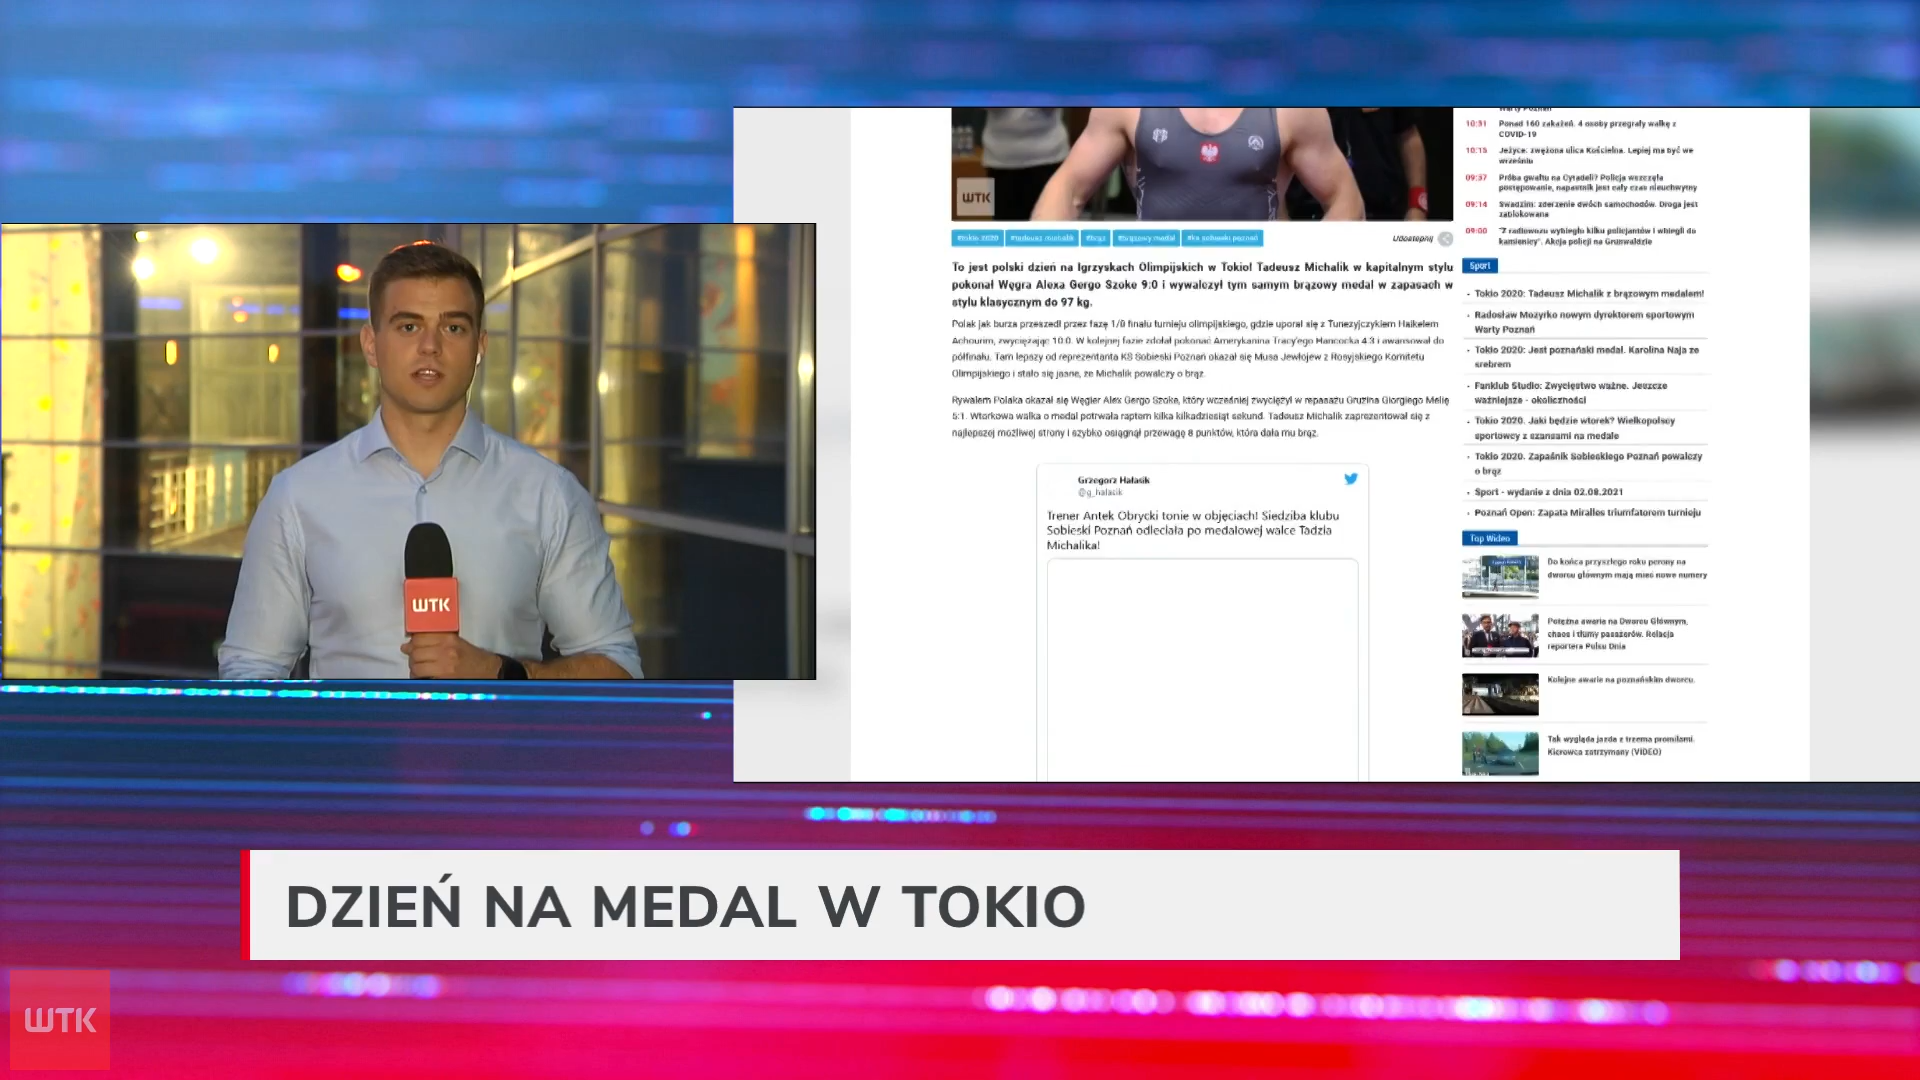 WTK
#tokio 2020 #tadeusz michalik #brąz #brązowy medal #ks sobieski poznań
Udostępnij
To jest polski dzień na Igrzyskach Olimpijskich w Tokio! Tadeusz Michalik w kapitalnym stylu
pokonał Węgra Alexa Gergo Szoke 9:0 i wywalczył tym samym brązowy medal w zapasach w
stylu klasycznym do 97 kg.
Polak jak burza przeszedł przez fazę 1/8 finału turnieju olimpijskiego, gdzie uporał się z Tunezyjczykiem Haikelem
Achourim, zwyciężając 10:0. W kolejnej fazie zdołał pokonać Amerykanina Tracy'ego Hancocka 4:3 i awansował do
półfinału. Tam lepszy od reprezentanta KS Sobieski Poznań okazał się Musa Jewłojew z Rosyjskiego Komitetu
Olimpijskiego i stało się jasne, że Michalik powalczy o brąz.
Rywalem Polaka okazał się Węgier Alex Gergo Szoke, który wcześniej zwyciężył w repasażu Gruzina Giorgiego Melię
5:1. Wtorkowa walka o medal potrwała raptem kilka kilkadziesiąt sekund. Tadeusz Michalik zaprezentował się z
najlepszej możliwej strony i szybko osiągnął przewagę 8 punktów, która dała mu brąz.
Grzegorz Hałasik
@g_halasik
Trener Antek Obrycki tonie w objęciach! Siedziba klubu
Sobieski Poznań odleciała po medalowej walce Tadzia
Michalika!
Warty Poznań
10:31 Ponad 160 zakażeń. 4 osoby przegrały walkę z
COVID-19
10:15 Jeżyce: zwężona ulica Kościelna. Lepiej ma być we
wrześniu
09:37 Próba gwałtu na Cytadeli? Policja wszczęła
postępowanie, napastnik jest cały czas nieuchwytny
09:14 Swadzim: zderzenie dwóch samochodów. Droga jest
zablokowana
09:00 "Z radiowozu wybiegło kilku policjantów i wbiegli do
kamienicy". Akcja policji na Grunwaldzie
Sport
Tokio 2020: Tadeusz Michalik z brązowym medalem!
Radosław Mozyrko nowym dyrektorem sportowym
Warty Poznań
Tokio 2020: Jest poznański medal. Karolina Naja ze
srebrem
Fanklub Studio: Zwycięstwo ważne. Jeszcze
ważniejsze - okoliczności
Tokio 2020. Jaki będzie wtorek? Wielkopolscy
sportowcy z szansami na medale
Tokio 2020. Zapaśnik Sobieskiego Poznań powalczy
o brąz
Sport - wydanie z dnia 02.08.2021
Poznań Open: Zapata Miralles triumfatorem turnieju
Top Wideo
Do końca przyszłego roku perony na
dworcu głównym mają mieć nowe numery
Potężna awaria na Dworcu Głównym,
chaos i tłumy pasażerów. Relacja
reportera Pulsu Dnia
Kolejne awarie na poznańskim dworcu.
Tak wygląda jazda z trzema promilami.
Kierowca zatrzymany (VIDEO)
WTK
DZIEŃ NA MEDAL W TOKIO
WTK